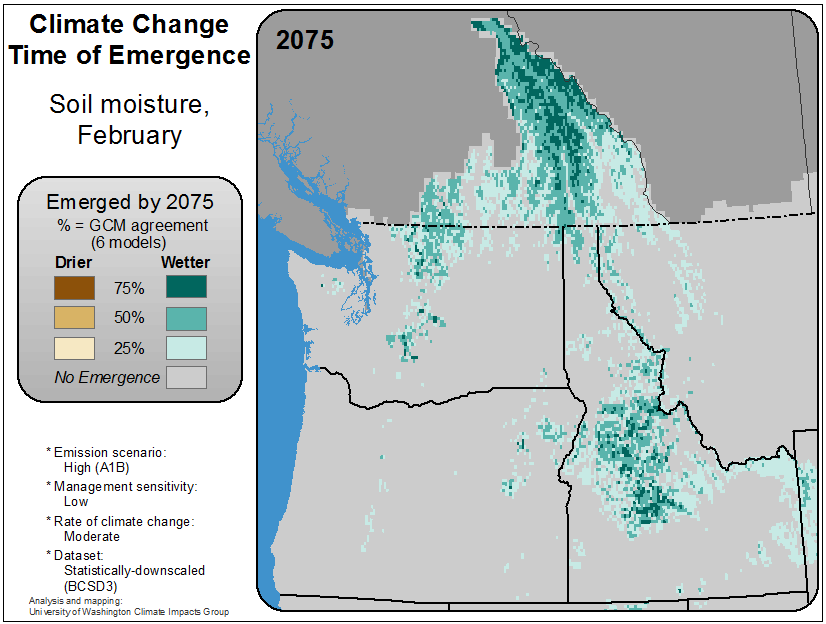 Climate Change
Time of Emergence
Soil moisture,
February
2075
Emerged by 2075
% = GCM agreement
(6 models)
Drier Wetter
75%
50%
25%
No Emergence
* Emission scenario:
High (A1B)
* Management sensitivity:
Low
* Rate of climate change:
Moderate
* Dataset:
Statistically-downscaled
(BCSD3)
Analysis and mapping:
University of Washington Climate Impacts Group